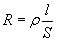 R = ρ l/S